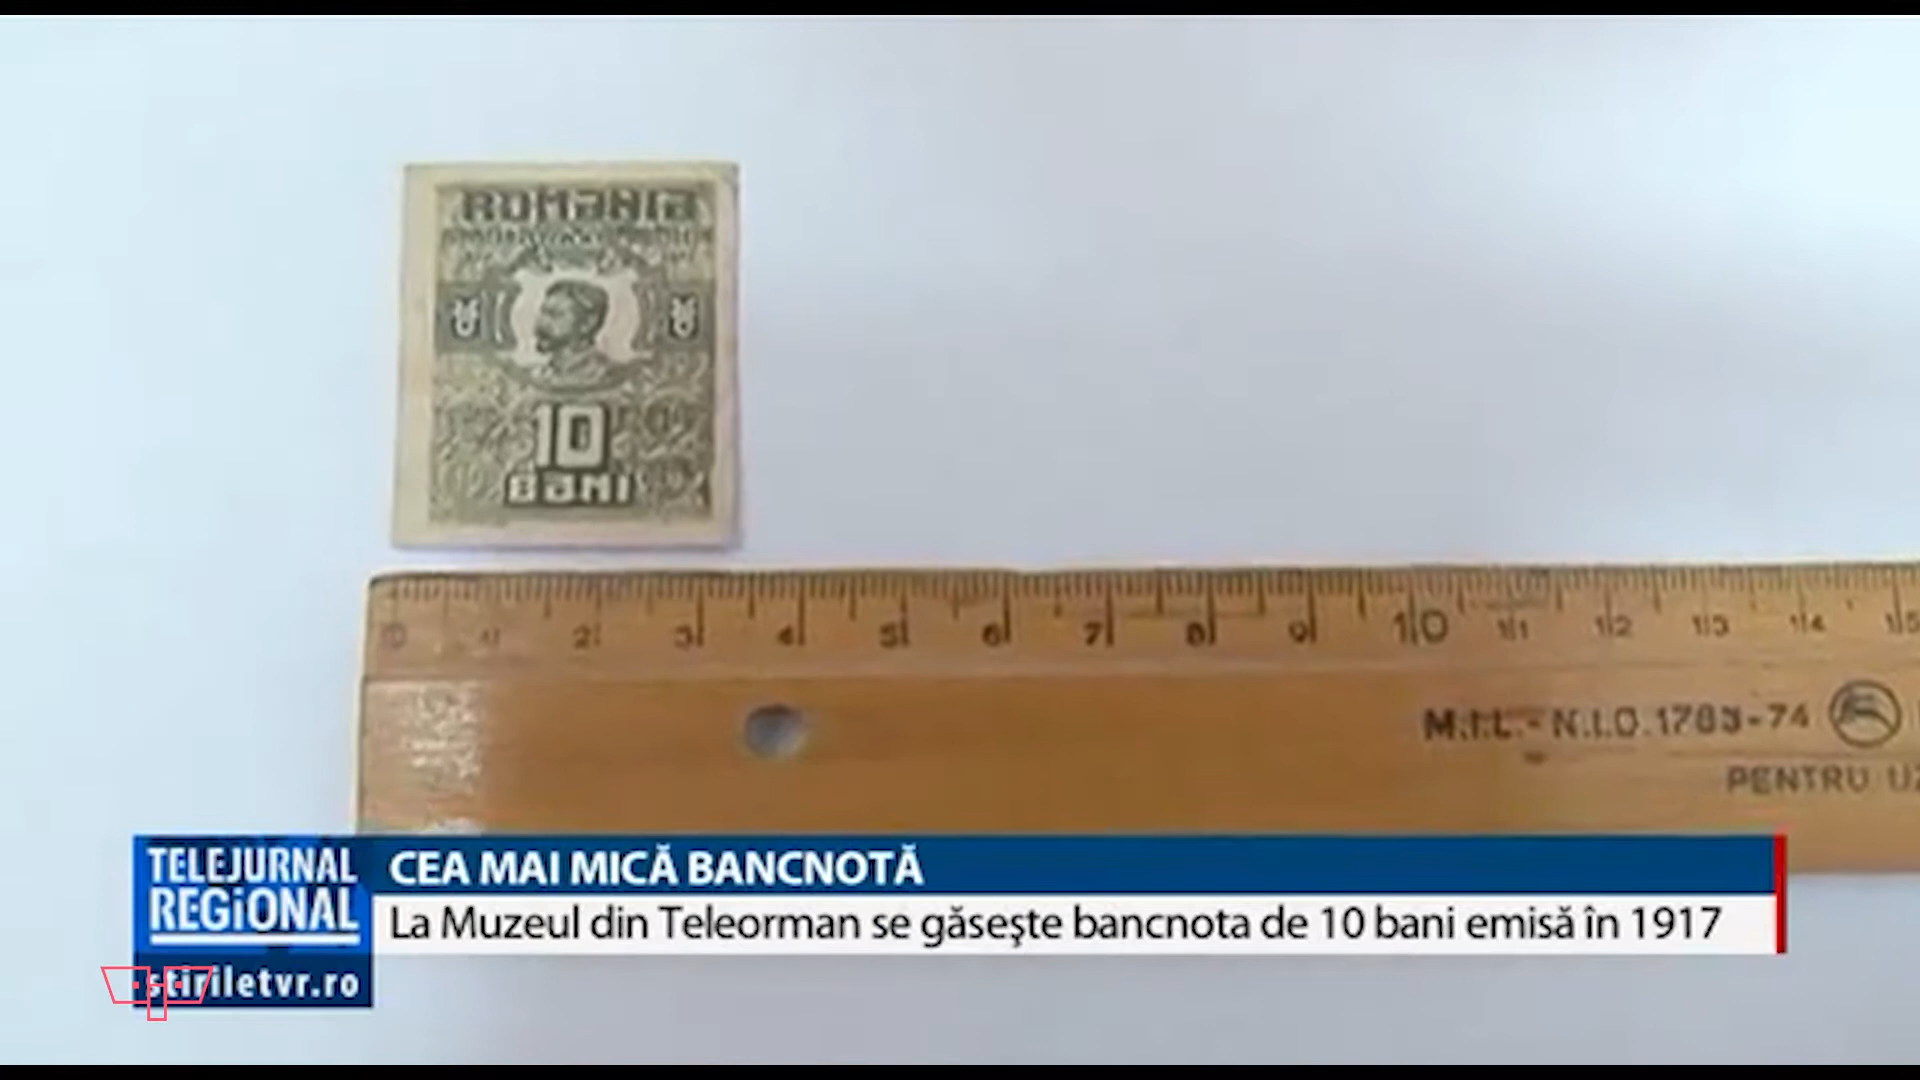 ROMANIA
10
BANI
0 1 2 3 4 5 6 7 8 9 10 11 12 13 14 15
M.I.L.-N.I.D.1783-74
PENTRU
TELEJURNAL
REGiONAL
stiriletvr.ro
CEA MAI MICĂ BANCNOTĂ
La Muzeul din Teleorman se găseşte bancnota de 10 bani emisă în 1917